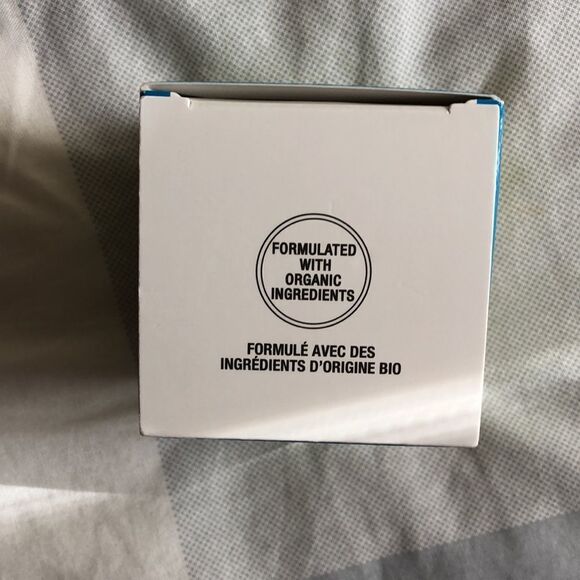 FORMULATED
WITH
ORGANIC
INGREDIENTS
FORMULÉ AVEC DES
INGRÉDIENTS D'ORIGINE BIO